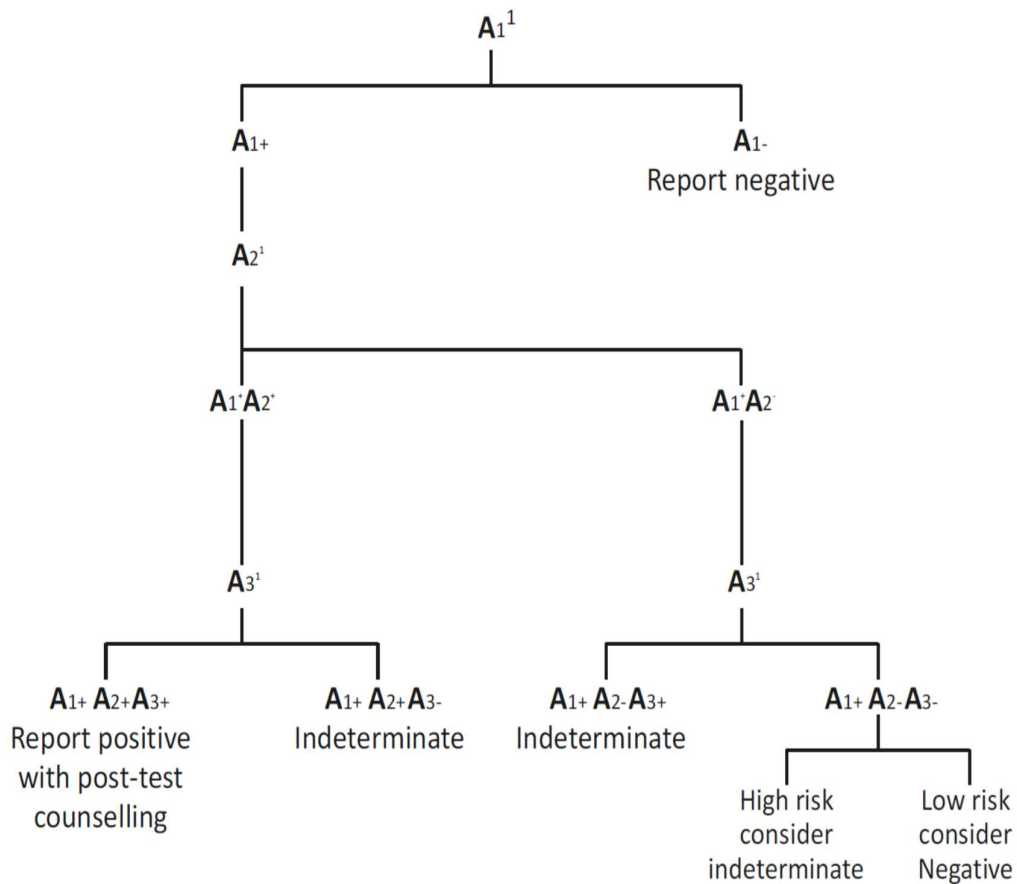 A1¹
A1+ A1-
Report negative
A2¹
A1⁺A2⁺ A1⁺A2⁻
A3¹ A3¹
A1+ A2+A3+ A1+ A2+A3- A1+ A2-A3+ A1+ A2-A3-
Report positive Indeterminate Indeterminate
with post-test
counselling
High risk Low risk
consider consider
indeterminate Negative